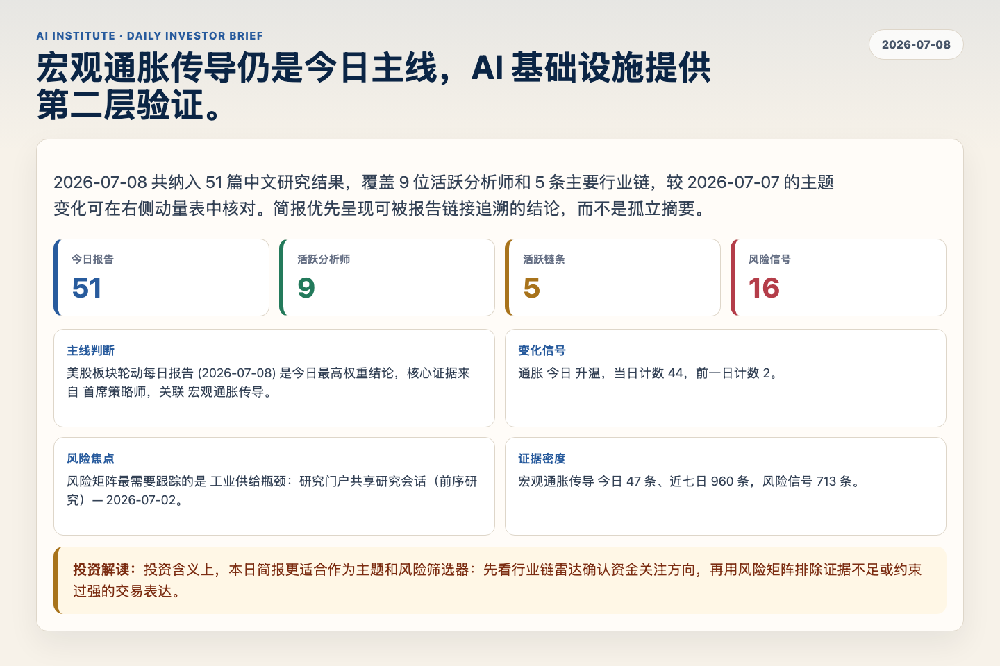 AI INSTITUTE · DAILY INVESTOR BRIEF
2026-07-08
宏观通胀传导仍是今日主线，AI 基础设施提供
第二层验证。
2026-07-08 共纳入 51 篇中文研究结果，覆盖 9 位活跃分析师和 5 条主要行业链，较 2026-07-07 的主题
变化可在右侧动量表中核对。简报优先呈现可被报告链接追溯的结论，而不是孤立摘要。
今日报告
51
活跃分析师
9
活跃链条
5
风险信号
16
主线判断
美股板块轮动每日报告 (2026-07-08) 是今日最高权重结论，核心证据来
自 首席策略师，关联 宏观通胀传导。
变化信号
通胀 今日 升温，当日计数 44，前一日计数 2。
风险焦点
风险矩阵最需要跟踪的是 工业供给瓶颈：研究门户共享研究会话（前序研
究）— 2026-07-02。
证据密度
宏观通胀传导 今日 47 条、近七日 960 条，风险信号 713 条。
投资解读：投资含义上，本日简报更适合作为主题和风险筛选器：先看行业链雷达确认资金关注方向，再用风险矩阵排除证据不足或约束
过强的交易表达。